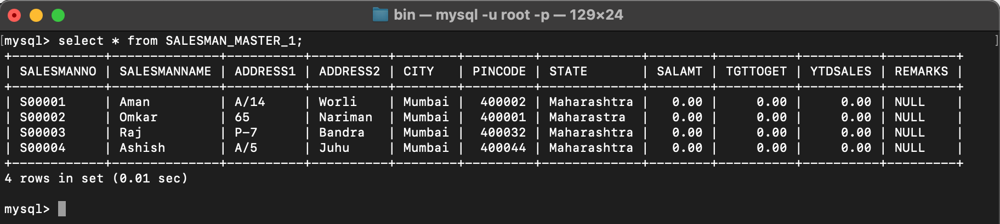 bin — mysql -u root -p — 129×24
[mysql> select * from SALESMAN_MASTER_1; ]
+------------+--------------+----------+----------+--------+---------+-------------+--------+----------+----------+---------+
| SALESMANNO | SALESMANNAME | ADDRESS1 | ADDRESS2 | CITY   | PINCODE | STATE       | SALAMT | TGTTOGET | YTDSALES | REMARKS |
+------------+--------------+----------+----------+--------+---------+-------------+--------+----------+----------+---------+
| S00001     | Aman         | A/14     | Worli    | Mumbai |  400002 | Maharashtra |   0.00 |     0.00 |     0.00 | NULL    |
| S00002     | Omkar        | 65       | Nariman  | Mumbai |  400001 | Maharastra  |   0.00 |     0.00 |     0.00 | NULL    |
| S00003     | Raj          | P-7      | Bandra   | Mumbai |  400032 | Maharashtra |   0.00 |     0.00 |     0.00 | NULL    |
| S00004     | Ashish       | A/5      | Juhu     | Mumbai |  400044 | Maharashtra |   0.00 |     0.00 |     0.00 | NULL    |
+------------+--------------+----------+----------+--------+---------+-------------+--------+----------+----------+---------+
4 rows in set (0.01 sec)
mysql>